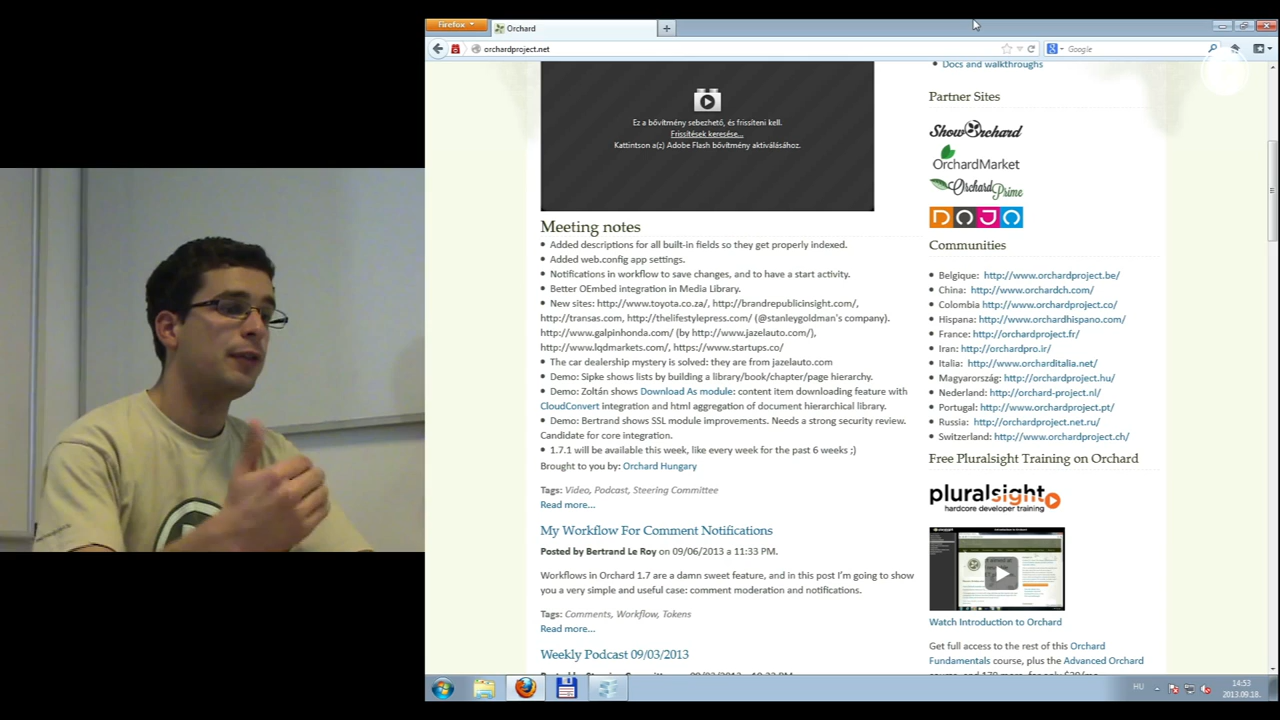 Firefox
Orchard
orchardproject.net
Google
Docs and walkthroughs
Ez a bővítmény sebezhető, és frissíteni kell.
Frissítések keresése...
Kattintson a(z) Adobe Flash bővítmény aktiválásához.
Meeting notes
• Added descriptions for all built-in fields so they get properly indexed.
• Added web.config app settings.
• Notifications in workflow to save changes, and to have a start activity.
• Better OEmbed integration in Media Library.
• New sites: http://www.toyota.co.za/, http://brandrepublicinsight.com/,
http://transas.com, http://thelifestylepress.com/ (@stanleygoldman's company).
http://www.galpinhonda.com/ (by http://www.jazelauto.com/),
http://www.lqdmarkets.com/, https://www.startups.co/
• The car dealership mystery is solved: they are from jazelauto.com
• Demo: Sipke shows lists by building a library/book/chapter/page hierarchy.
• Demo: Zoltán shows Download As module: content item downloading feature with
CloudConvert integration and html aggregation of document hierarchical library.
• Demo: Bertrand shows SSL module improvements. Needs a strong security review.
Candidate for core integration.
• 1.7.1 will be available this week, like every week for the past 6 weeks ;)
Brought to you by: Orchard Hungary
Tags: Video, Podcast, Steering Committee
Read more...
My Workflow For Comment Notifications
Posted by Bertrand Le Roy on 09/06/2013 a 11:33 PM.
Workflows in Orchard 1.7 are a damn sweet feature, and in this post I'm going to show
you a very simple and useful case: comment moderation and notifications.
Tags: Comments, Workflow, Tokens
Read more...
Weekly Podcast 09/03/2013
Partner Sites
Show Orchard
OrchardMarket
Orchard Prime
DOJO
Communities
• Belgique: http://www.orchardproject.be/
• China: http://www.orchardch.com/
• Colombia http://www.orchardproject.co/
• Hispana: http://www.orchardhispano.com/
• France: http://orchardproject.fr/
• Iran: http://orchardpro.ir/
• Italia: http://www.orcharditalia.net/
• Magyarország: http://orchardproject.hu/
• Nederland: http://orchard-project.nl/
• Portugal: http://www.orchardproject.pt/
• Russia: http://orchardproject.net.ru/
• Switzerland: http://www.orchardproject.ch/
Free Pluralsight Training on Orchard
pluralsight
hardcore developer training
Watch Introduction to Orchard
Get full access to the rest of this Orchard
Fundamentals course, plus the Advanced Orchard
HU
14:53
2013.09.18.